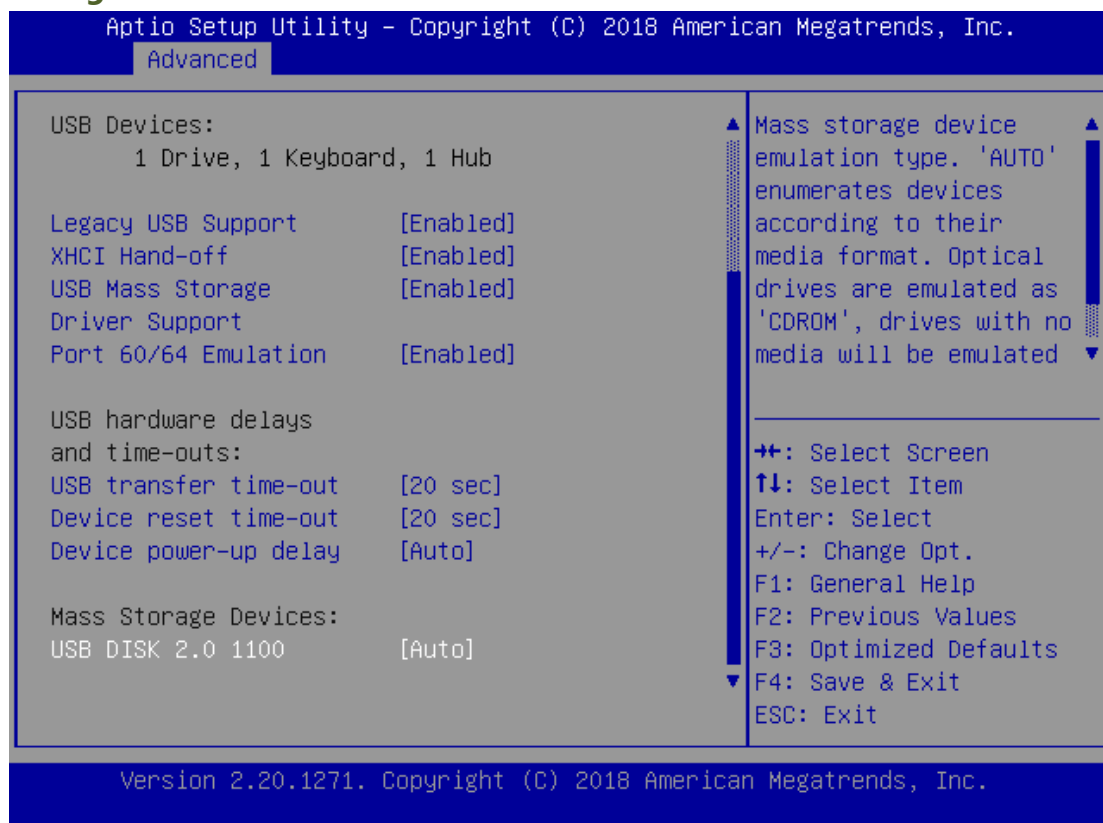 Aptio Setup Utility – Copyright (C) 2018 American Megatrends, Inc.
Advanced
USB Devices:
1 Drive, 1 Keyboard, 1 Hub
Legacy USB Support [Enabled]
XHCI Hand-off [Enabled]
USB Mass Storage [Enabled]
Driver Support
Port 60/64 Emulation [Enabled]
USB hardware delays
and time-outs:
USB transfer time-out [20 sec]
Device reset time-out [20 sec]
Device power-up delay [Auto]
Mass Storage Devices:
USB DISK 2.0 1100 [Auto]
Mass storage device
emulation type. 'AUTO'
enumerates devices
according to their
media format. Optical
drives are emulated as
'CDROM', drives with no
media will be emulated
→←: Select Screen
↑↓: Select Item
Enter: Select
+/-: Change Opt.
F1: General Help
F2: Previous Values
F3: Optimized Defaults
F4: Save & Exit
ESC: Exit
Version 2.20.1271. Copyright (C) 2018 American Megatrends, Inc.